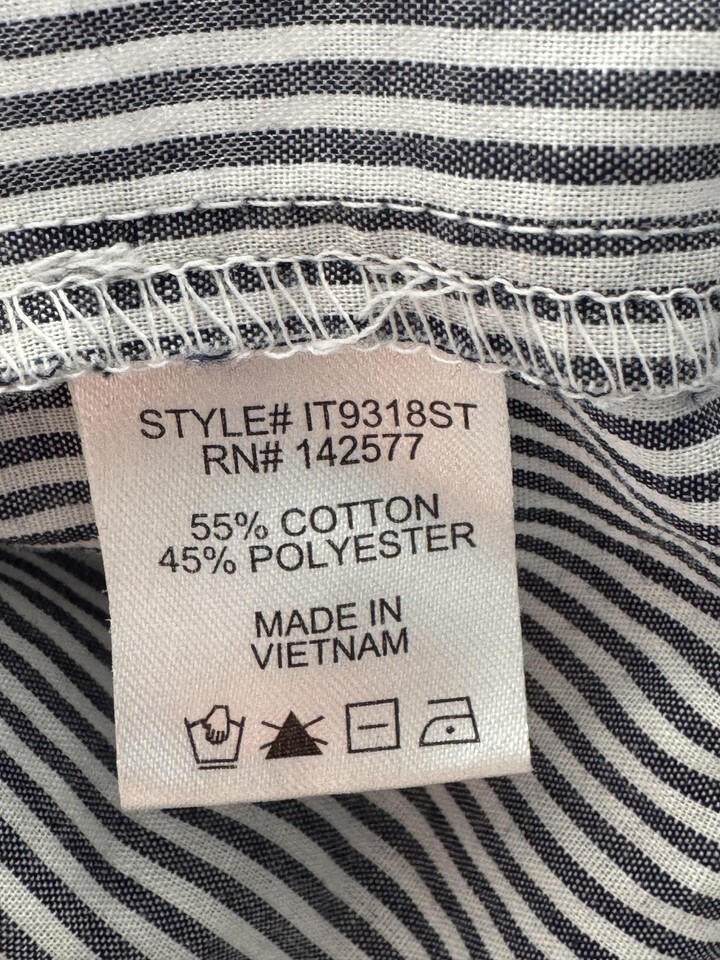 STYLE# IT9318ST
RN# 142577
55% COTTON
45% POLYESTER
MADE IN
VIETNAM